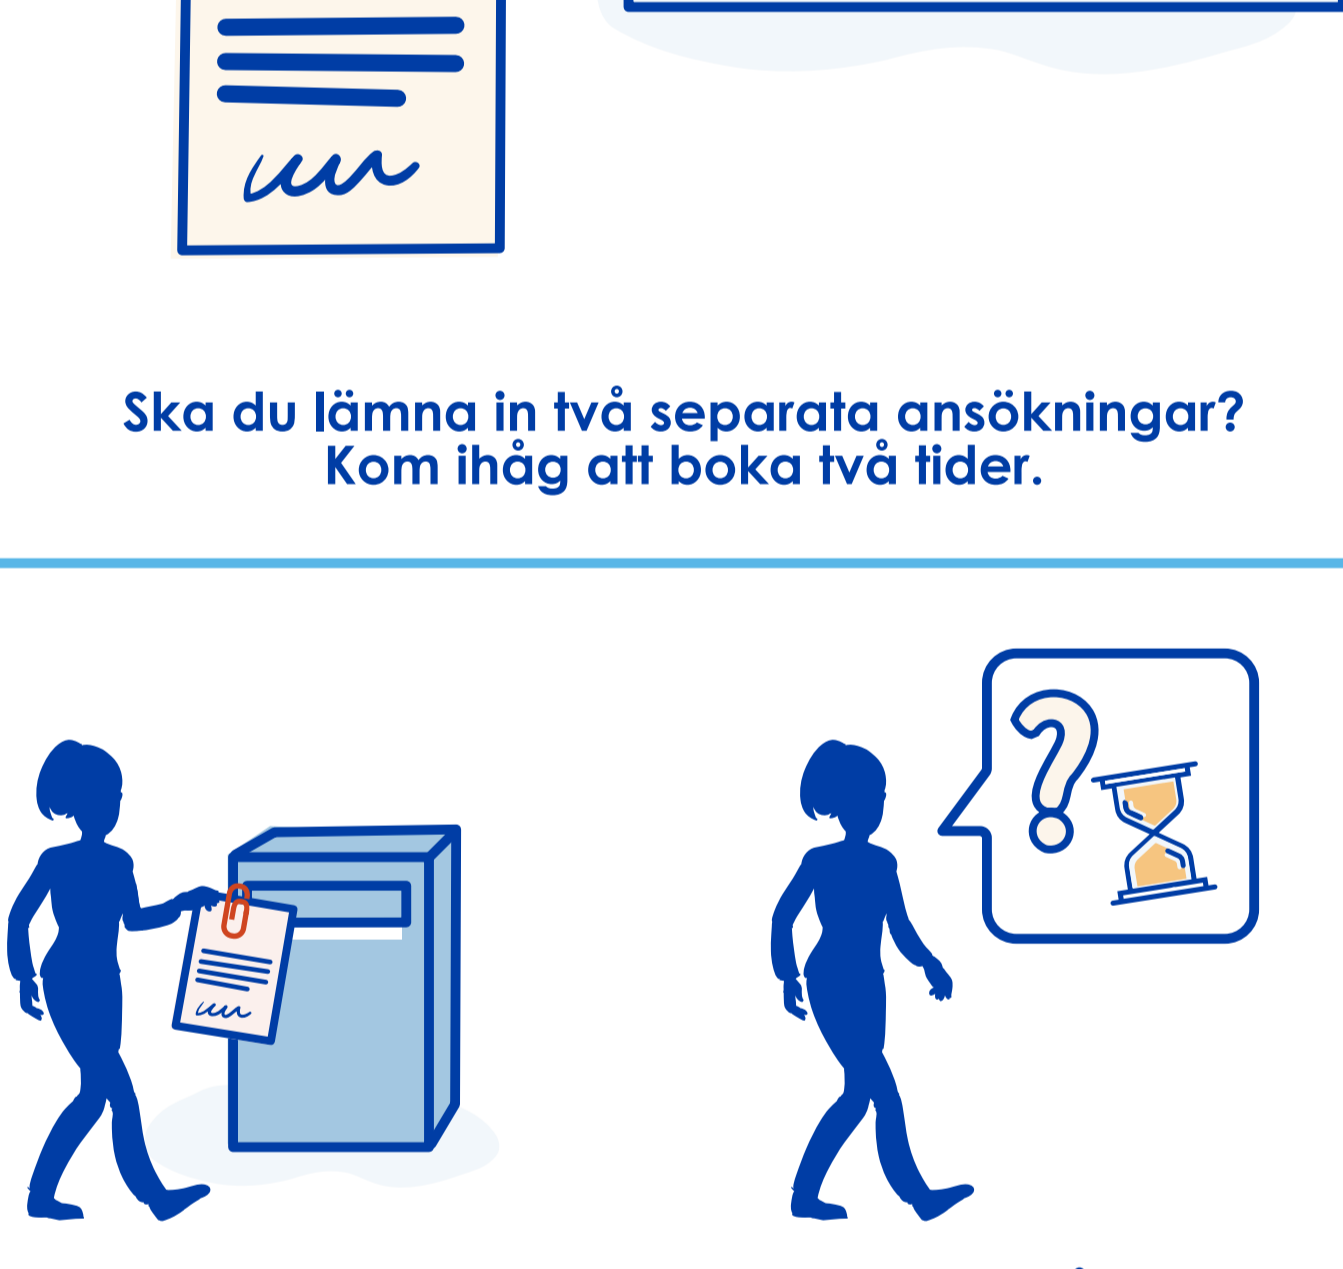 Ska du lämna in två separata ansökningar?
Kom ihåg att boka två tider.